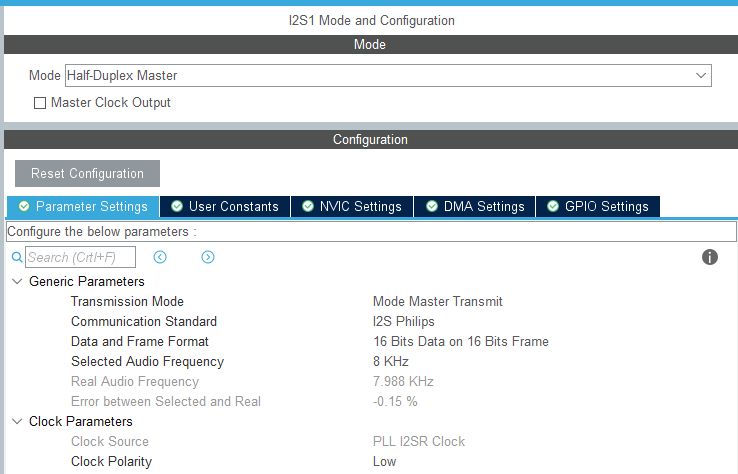 I2S1 Mode and Configuration
Mode
Mode Half-Duplex Master
Master Clock Output
Configuration
Reset Configuration
Parameter Settings User Constants NVIC Settings DMA Settings GPIO Settings
Configure the below parameters :
Search (Crtl+F)
Generic Parameters
Transmission Mode Mode Master Transmit
Communication Standard I2S Philips
Data and Frame Format 16 Bits Data on 16 Bits Frame
Selected Audio Frequency 8 KHz
Real Audio Frequency 7.988 KHz
Error between Selected and Real -0.15 %
Clock Parameters
Clock Source PLL I2SR Clock
Clock Polarity Low